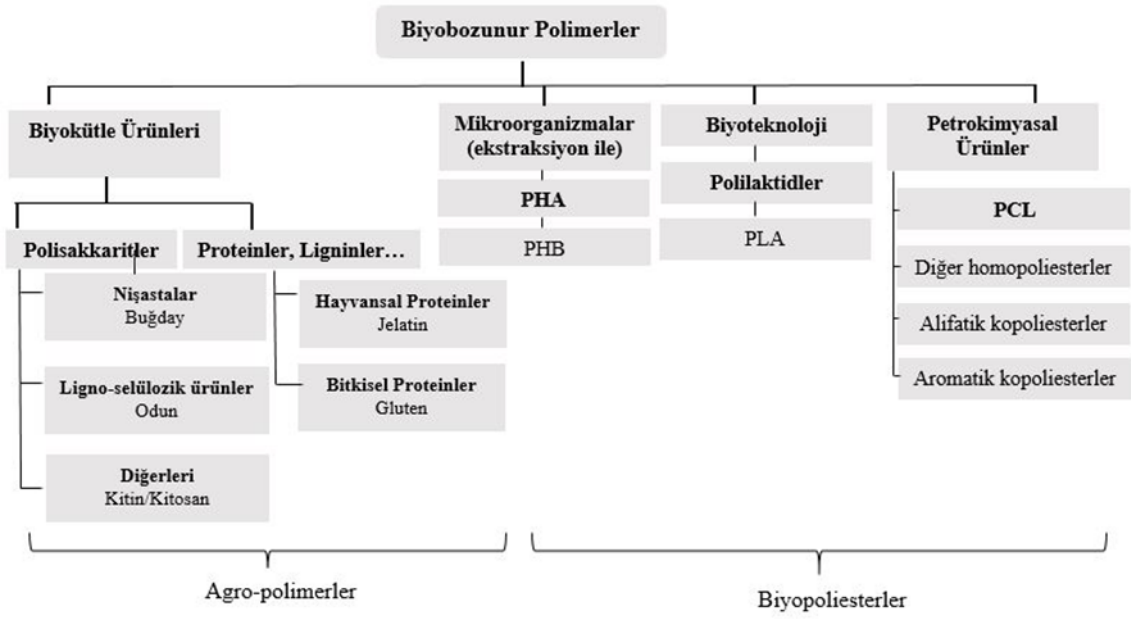 Biyobozunur Polimerler
Biyokütle Ürünleri
Polisakkaritler
Nişastalar
Buğday
Ligno-selülozik ürünler
Odun
Diğerleri
Kitin/Kitosan
Proteinler, Ligninler…
Hayvansal Proteinler
Jelatin
Bitkisel Proteinler
Gluten
Mikroorganizmalar
(ekstraksiyon ile)
PHA
PHB
Biyoteknoloji
Polilaktidler
PLA
Petrokimyasal
Ürünler
PCL
Diğer homopoliesterler
Alifatik kopoliesterler
Aromatik kopoliesterler
Agro-polimerler
Biyopoliesterler